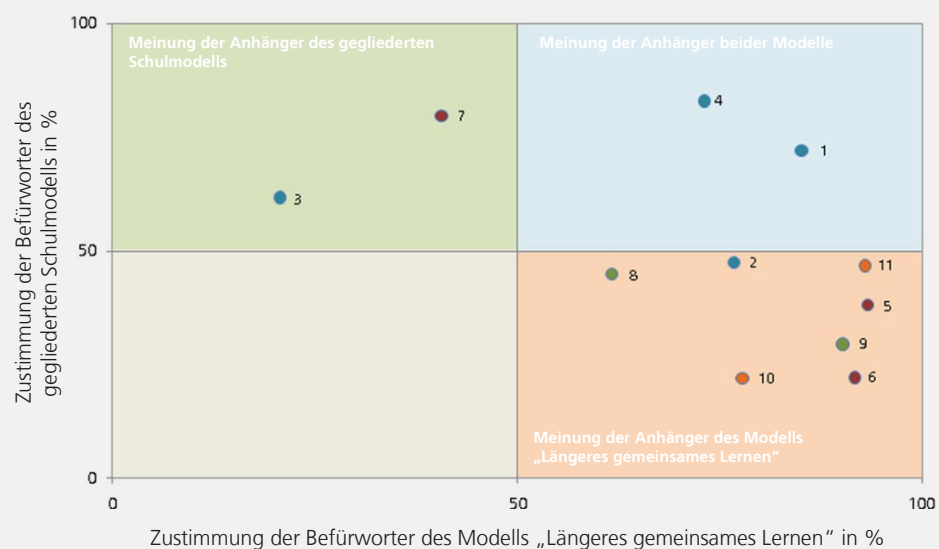 Zustimmung der Befürworter des
gegliederten Schulmodells in %
100
Meinung der Anhänger des gegliederten
Schulmodells
Meinung der Anhänger beider Modelle
4
7
1
3
50
2
11
8
5
9
10
6
Meinung der Anhänger des Modells
„Längeres gemeinsames Lernen“
0
0
50
100
Zustimmung der Befürworter des Modells „Längeres gemeinsames Lernen“ in %